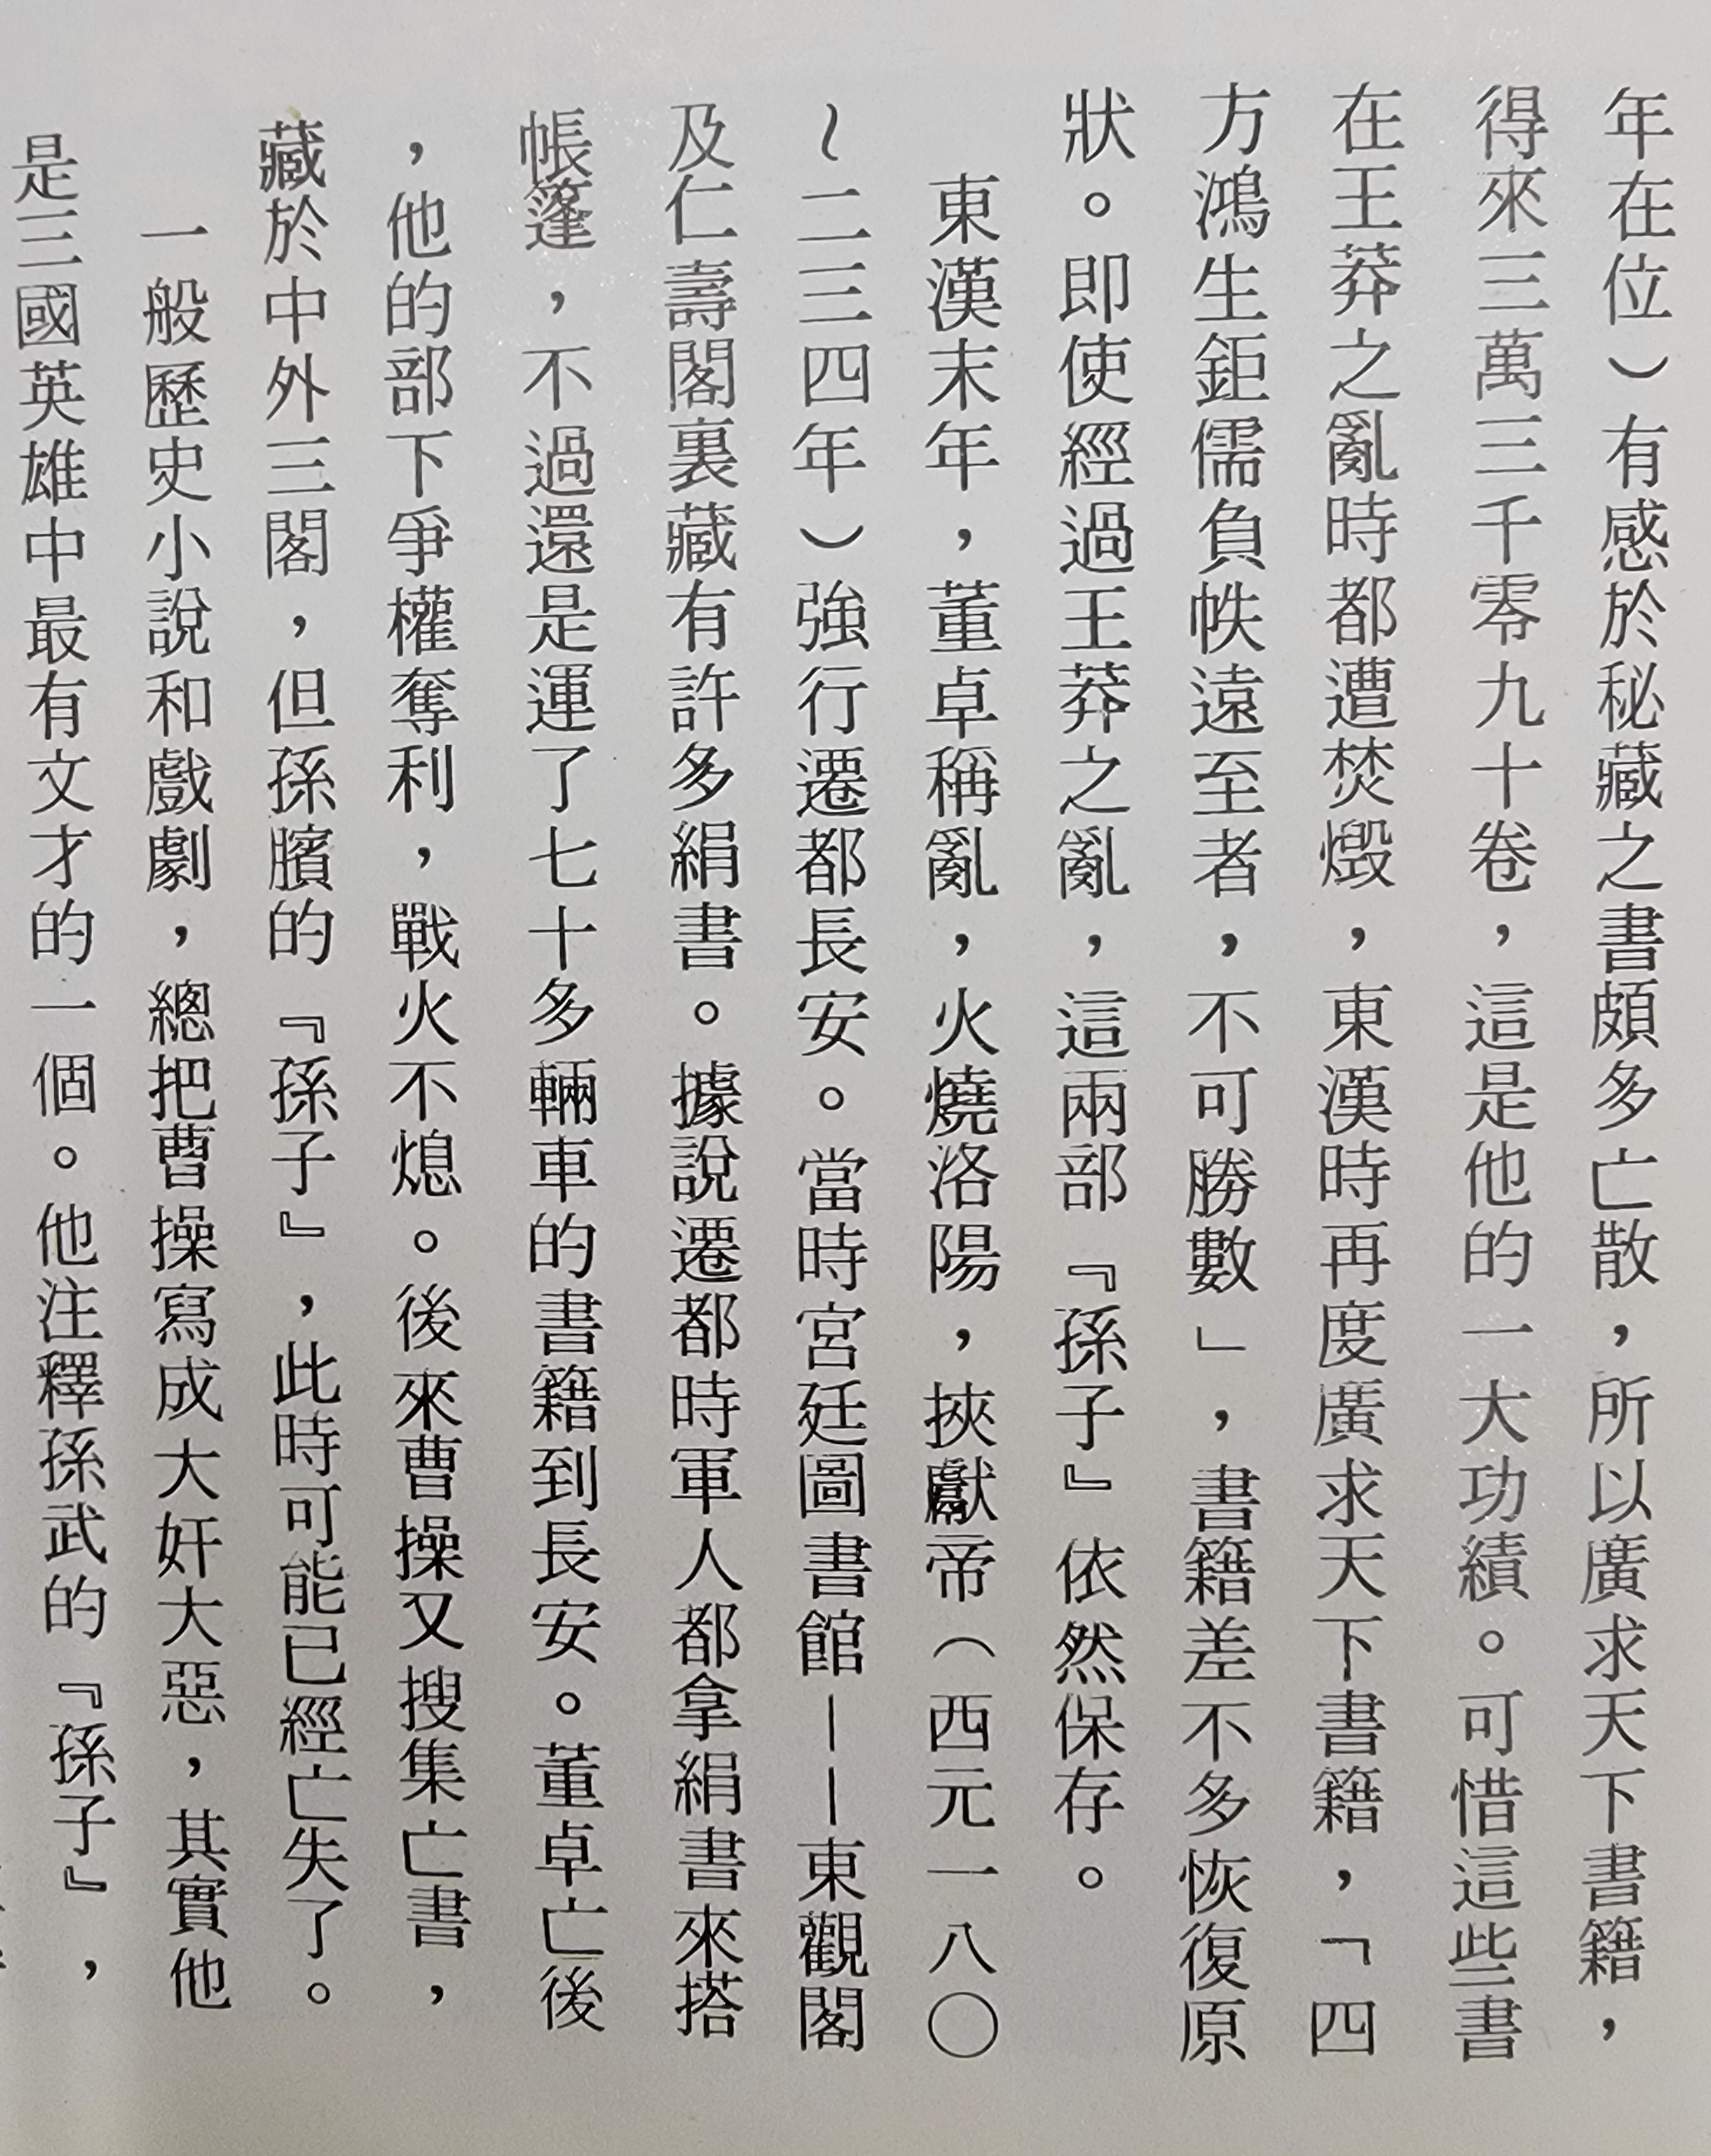 年在位）有感於秘藏之書頗多亡散，所以廣求天下書籍，
得來三萬三千零九十卷，這是他的一大功績。可惜這些書
在王莽之亂時都遭焚燬，東漢時再度廣求天下書籍，「四
方鴻生鉅儒負帙遠至者，不可勝數」，書籍差不多恢復原
狀。即使經過王莽之亂，這兩部『孫子』依然保存。
東漢末年，董卓稱亂，火燒洛陽，挾獻帝（西元一八〇
～二三四年）強行遷都長安。當時宮廷圖書館——東觀閣
及仁壽閣裏藏有許多絹書。據說遷都時軍人都拿絹書來搭
帳篷，不過還是運了七十多輛車的書籍到長安。董卓亡後
，他的部下爭權奪利，戰火不熄。後來曹操又搜集亡書，
藏於中外三閣，但孫臏的『孫子』，此時可能已經亡失了。
一般歷史小說和戲劇，總把曹操寫成大奸大惡，其實他
是三國英雄中最有文才的一個。他注釋孫武的『孫子』，